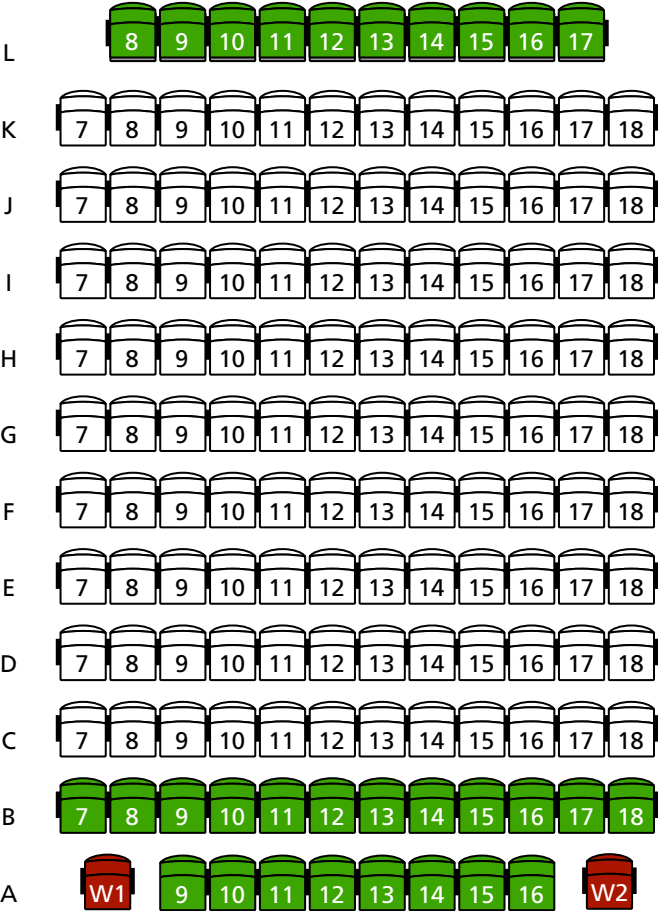 L 8 9 10 11 12 13 14 15 16 17
K 7 8 9 10 11 12 13 14 15 16 17 18
J 7 8 9 10 11 12 13 14 15 16 17 18
I 7 8 9 10 11 12 13 14 15 16 17 18
H 7 8 9 10 11 12 13 14 15 16 17 18
G 7 8 9 10 11 12 13 14 15 16 17 18
F 7 8 9 10 11 12 13 14 15 16 17 18
E 7 8 9 10 11 12 13 14 15 16 17 18
D 7 8 9 10 11 12 13 14 15 16 17 18
C 7 8 9 10 11 12 13 14 15 16 17 18
B 7 8 9 10 11 12 13 14 15 16 17 18
A W1 9 10 11 12 13 14 15 16 W2